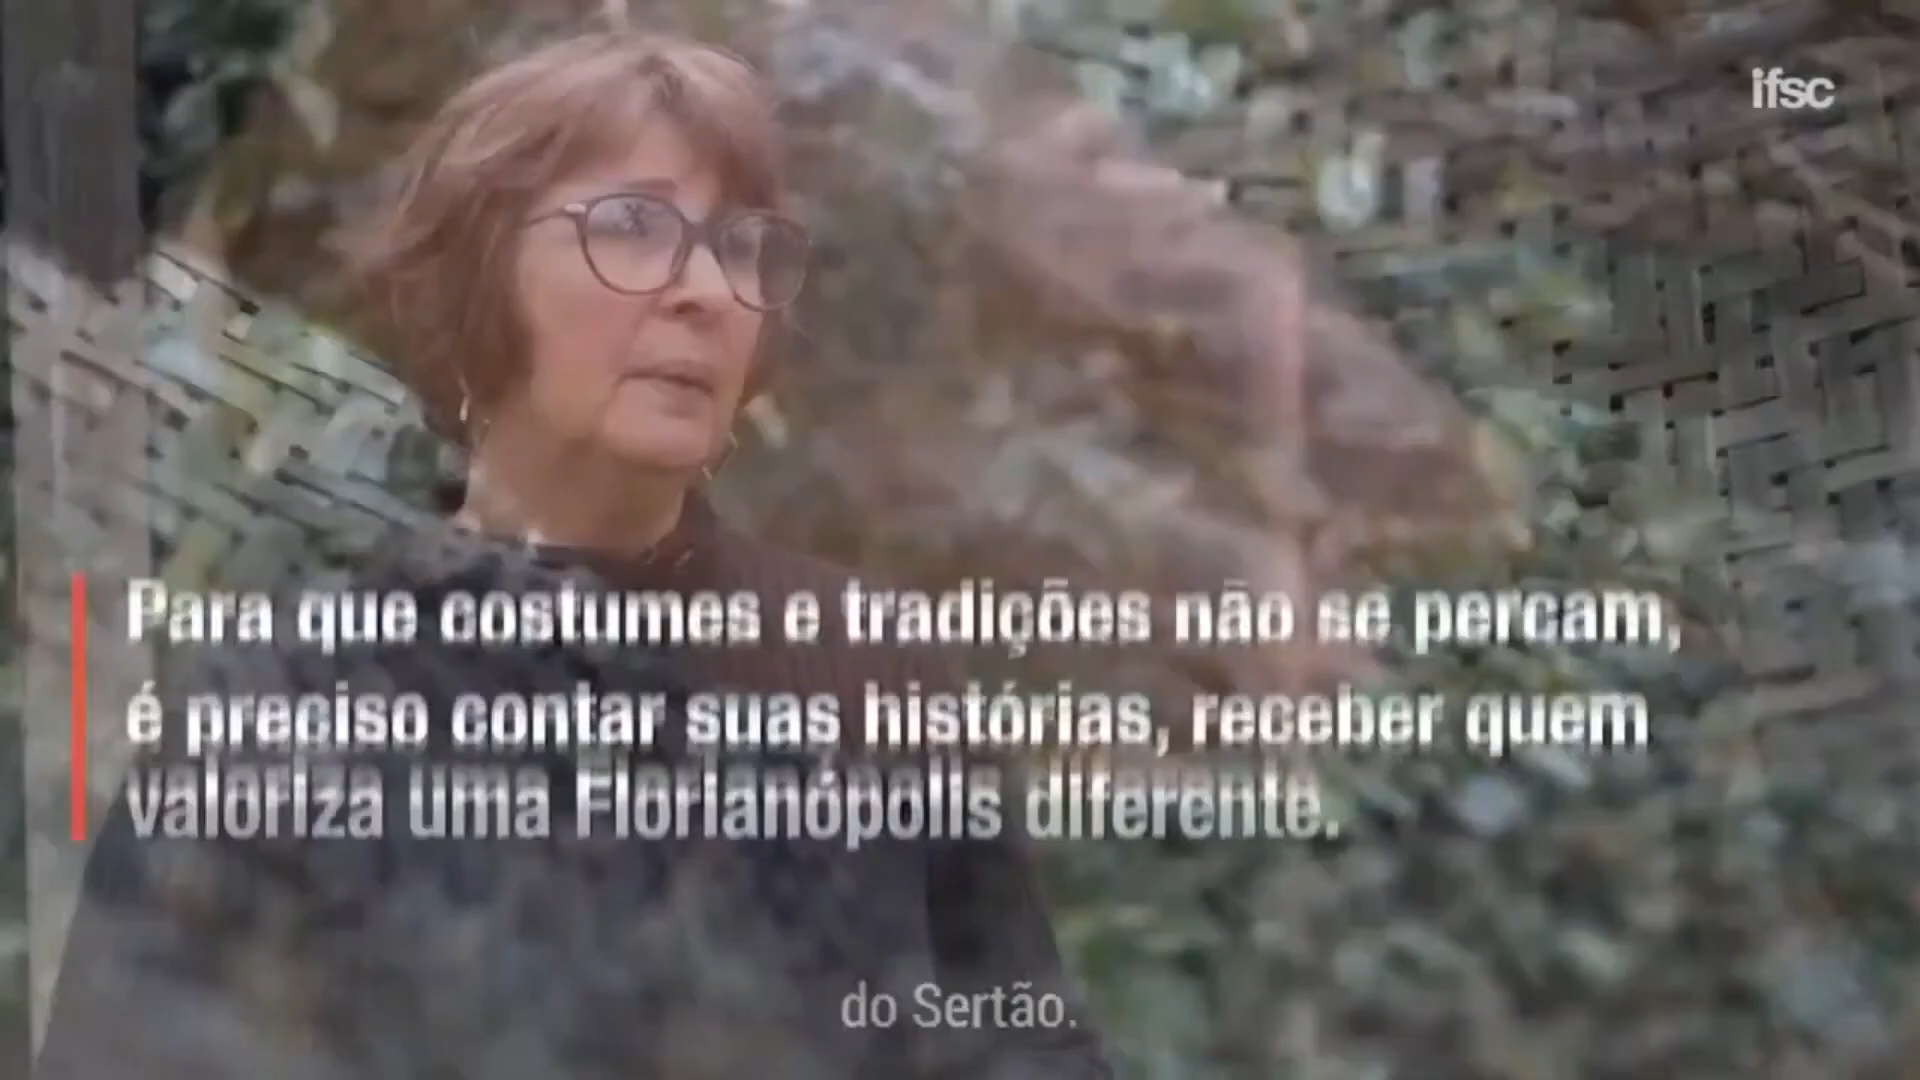 ifsc
Para que costumes e tradições não se percam,
é preciso contar suas histórias, receber quem
valoriza uma Florianópolis diferente.
do Sertão.